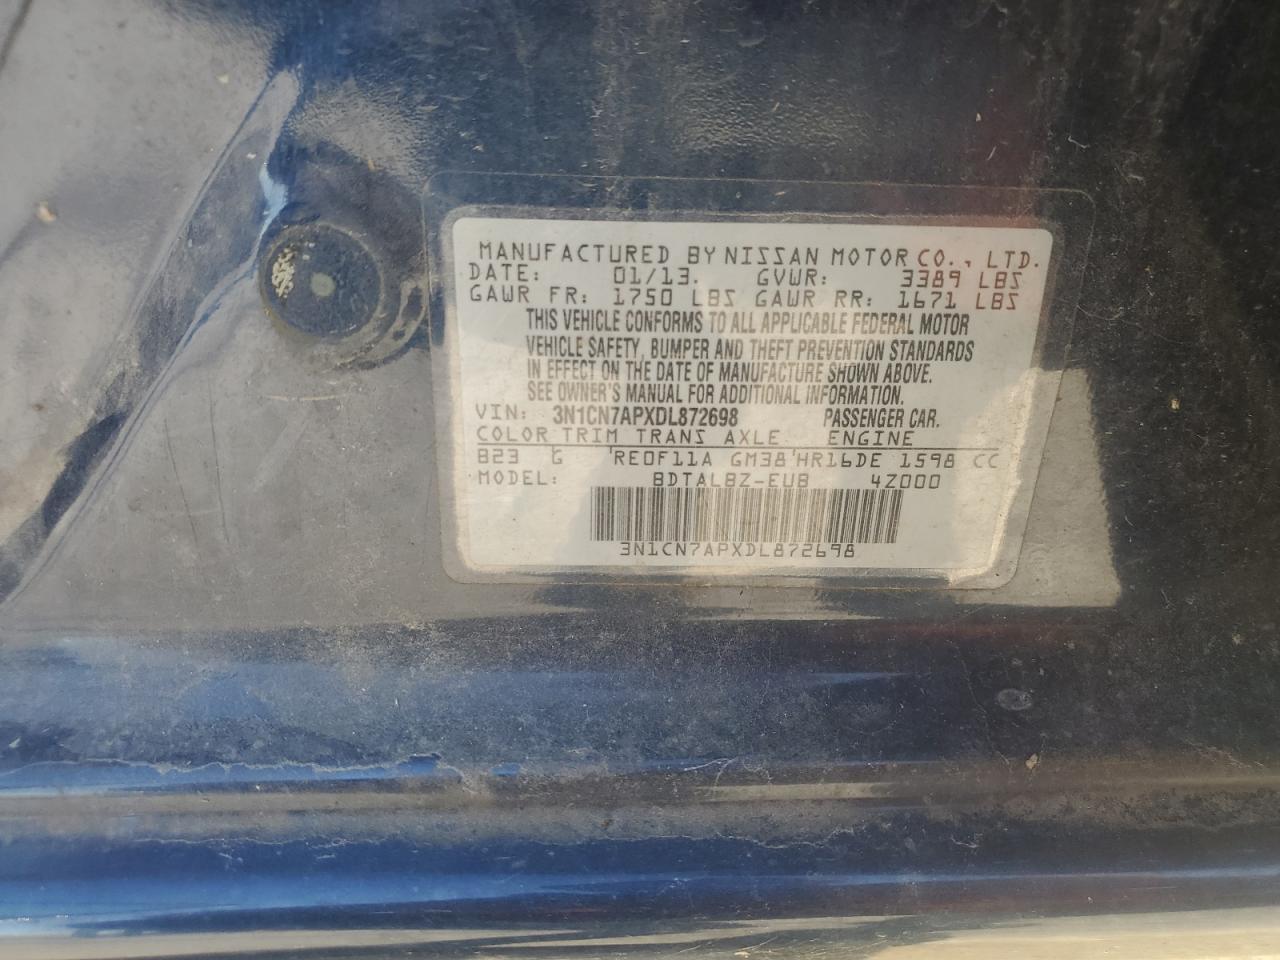 MANUFACTURED BY NISSAN MOTOR CO., LTD.
DATE: 01/13. GVWR: 3389 LBS
GAWR FR: 1750 LBS GAWR RR: 1671 LBS
THIS VEHICLE CONFORMS TO ALL APPLICABLE FEDERAL MOTOR
VEHICLE SAFETY, BUMPER AND THEFT PREVENTION STANDARDS
IN EFFECT ON THE DATE OF MANUFACTURE SHOWN ABOVE.
SEE OWNER'S MANUAL FOR ADDITIONAL INFORMATION.
VIN: 3N1CN7APXDL872698 PASSENGER CAR.
COLOR TRIM TRANS AXLE ENGINE
B23 G RE0F11A GM38 HR16DE 1598 CC
MODEL: BDTALBZ-EUB 4Z000
3N1CN7APXDL872698